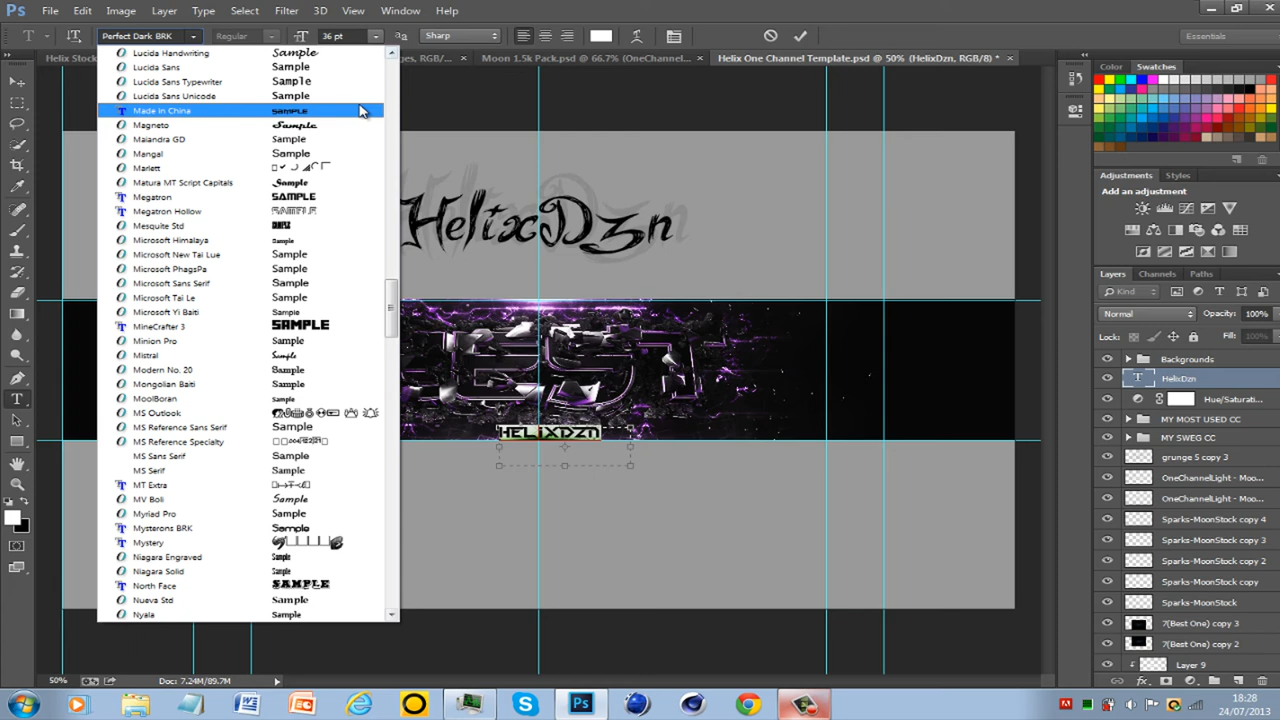 Ps File Edit Image Layer Type Select Filter 3D View Window Help
Perfect Dark BRK Regular 36 pt Sharp Essentials
Helix Stock
Moon 1.5k Pack.psd @ 66.7% (OneChannel...
Helix One Channel Template.psd @ 50% (HelixDzn, RGB/8) *
Lucida Handwriting Sample
Lucida Sans Sample
Lucida Sans Typewriter Sample
Lucida Sans Unicode Sample
Made in China SAMPLE
Magneto Sample
Maiandra GD Sample
Mangal Sample
Marlett
Matura MT Script Capitals Sample
Megatron SAMPLE
Megatron Hollow SAMPLE
Mesquite Std SAMPLE
Microsoft Himalaya Sample
Microsoft New Tai Lue Sample
Microsoft PhagsPa Sample
Microsoft Sans Serif Sample
Microsoft Tai Le Sample
Microsoft Yi Baiti Sample
MineCrafter 3 SAMPLE
Minion Pro Sample
Mistral Sample
Modern No. 20 Sample
Mongolian Baiti Sample
MoolBoran Sample
MS Outlook
MS Reference Sans Serif Sample
MS Reference Specialty
MS Sans Serif Sample
MS Serif Sample
MT Extra
MV Boli Sample
Myriad Pro Sample
Mysterons BRK Sample
Mystery
Niagara Engraved Sample
Niagara Solid Sample
North Face SAMPLE
Nueva Std Sample
Nyala Sample
HelixDzn
HELiXDZn
Color Swatches
Adjustments Styles
Add an adjustment
Layers Channels Paths
Kind
Normal Opacity: 100%
Lock: Fill: 100%
Backgrounds
HelixDzn
Hue/Saturati...
MY MOST USED CC
MY SWEG CC
grunge S copy 3
OneChannelLight - Moo...
OneChannelLight - Moo...
Sparks-MoonStock copy 4
Sparks-MoonStock copy 3
Sparks-MoonStock copy 2
Sparks-MoonStock copy
Sparks-MoonStock
7(Best One) copy 3
7(Best One) copy 2
Layer 9
50% Doc: 7.24M/89.7M
18:28
24/07/2013